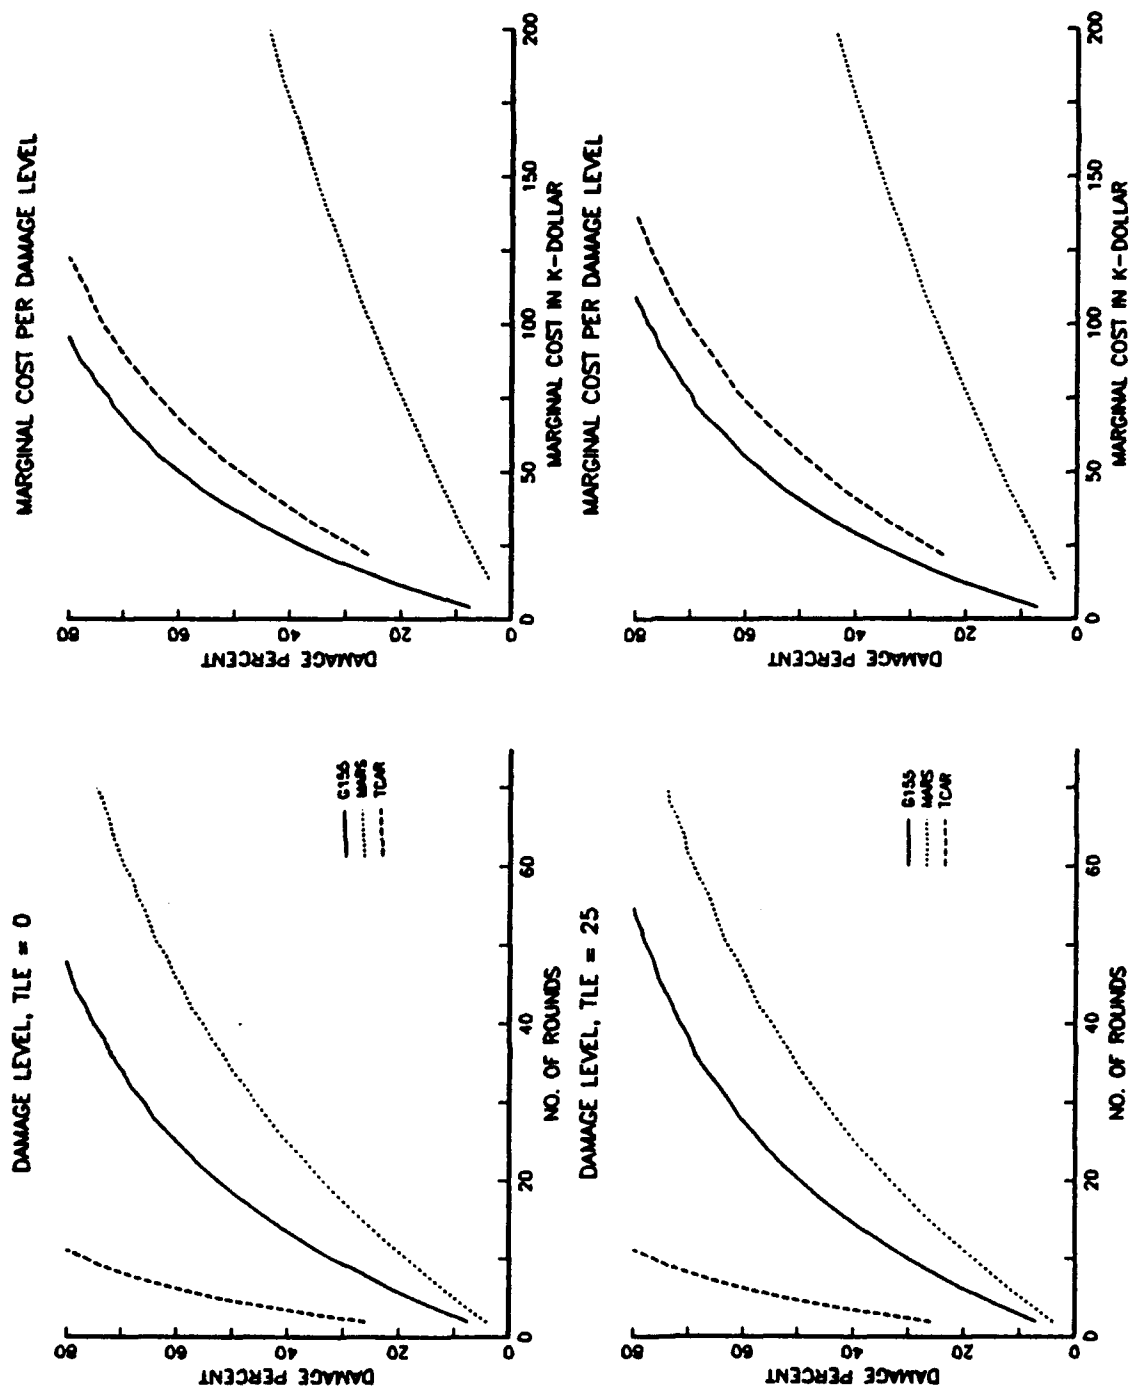 DAMAGE LEVEL, TLE = 0
DAMAGE PERCENT
80
60
40
20
0
0 20 40 60
NO. OF ROUNDS
G155
MARS
TCAR
MARGINAL COST PER DAMAGE LEVEL
DAMAGE PERCENT
80
60
40
20
0
0 50 100 150 200
MARGINAL COST IN K-DOLLAR
DAMAGE LEVEL, TLE = 25
DAMAGE PERCENT
80
60
40
20
0
0 20 40 60
NO. OF ROUNDS
G155
MARS
TCAR
MARGINAL COST PER DAMAGE LEVEL
DAMAGE PERCENT
80
60
40
20
0
0 50 100 150 200
MARGINAL COST IN K-DOLLAR